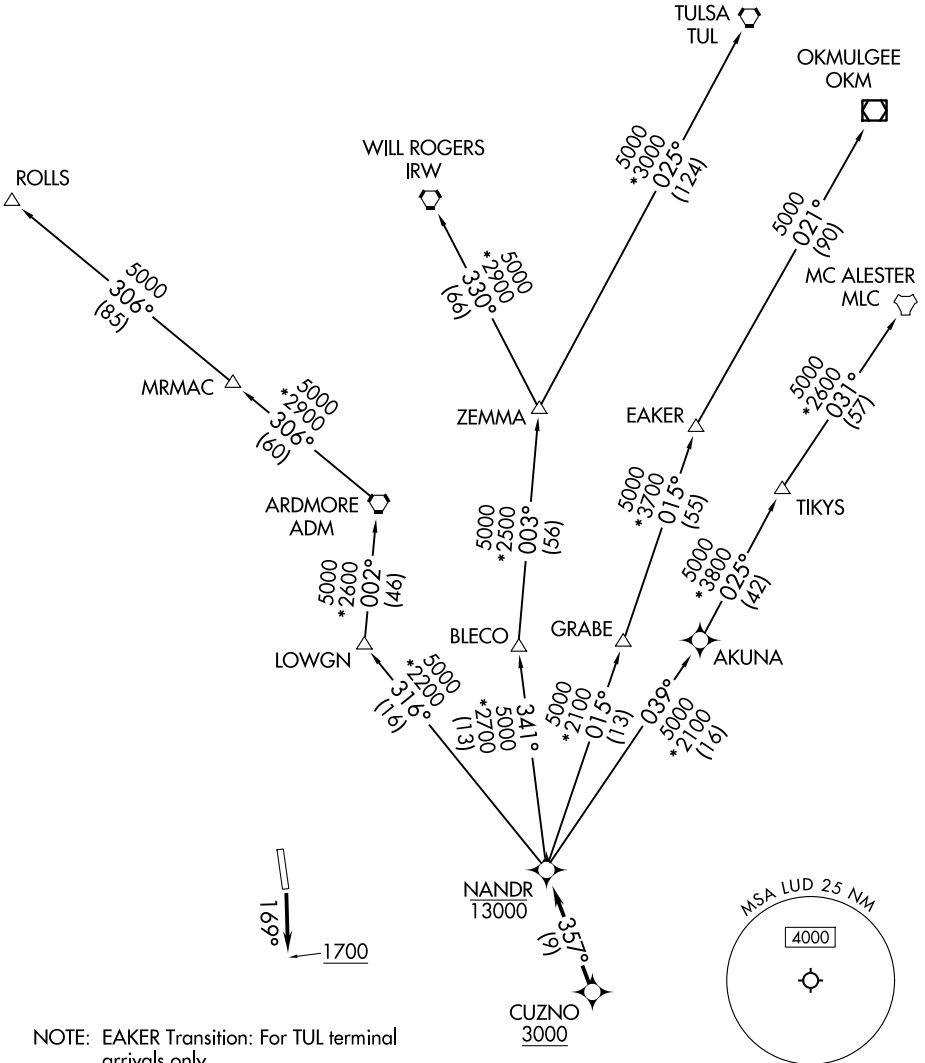 TULSA
TUL
OKMULGEE
OKM
WILL ROGERS
IRW
ROLLS
5000
*3000
025°
(124)
5000
021°
(90)
MC ALESTER
MLC
5000
*2900
330°
(66)
5000
306°
(85)
MRMAC
5000
*2900
306°
(60)
ZEMMA
EAKER
5000
*2600
031°
(57)
ARDMORE
ADM
5000
*2500
003°
(56)
5000
*3700
015°
(55)
TIKYS
5000
*2600
002°
(46)
5000
*3800
025°
(42)
LOWGN
BLECO
GRABE
AKUNA
5000
*2200
316°
(16)
341°
5000
*2700
(13)
5000
*2100
015°
(13)
039°
5000
*2100
(16)
NANDR
13000
169°
1700
357°
(9)
CUZNO
3000
MSA LUD 25 NM
4000
NOTE: EAKER Transition: For TUL terminal
arrivals only